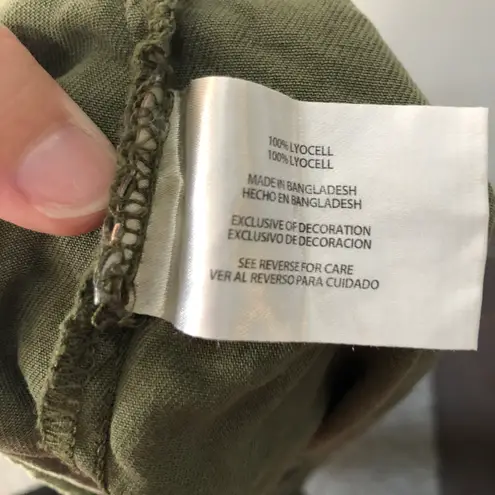 100% LYOCELL
100% LYOCELL
MADE IN BANGLADESH
HECHO EN BANGLADESH
EXCLUSIVE OF DECORATION
EXCLUSIVO DE DECORACION
SEE REVERSE FOR CARE
VER AL REVERSO PARA CUIDADO